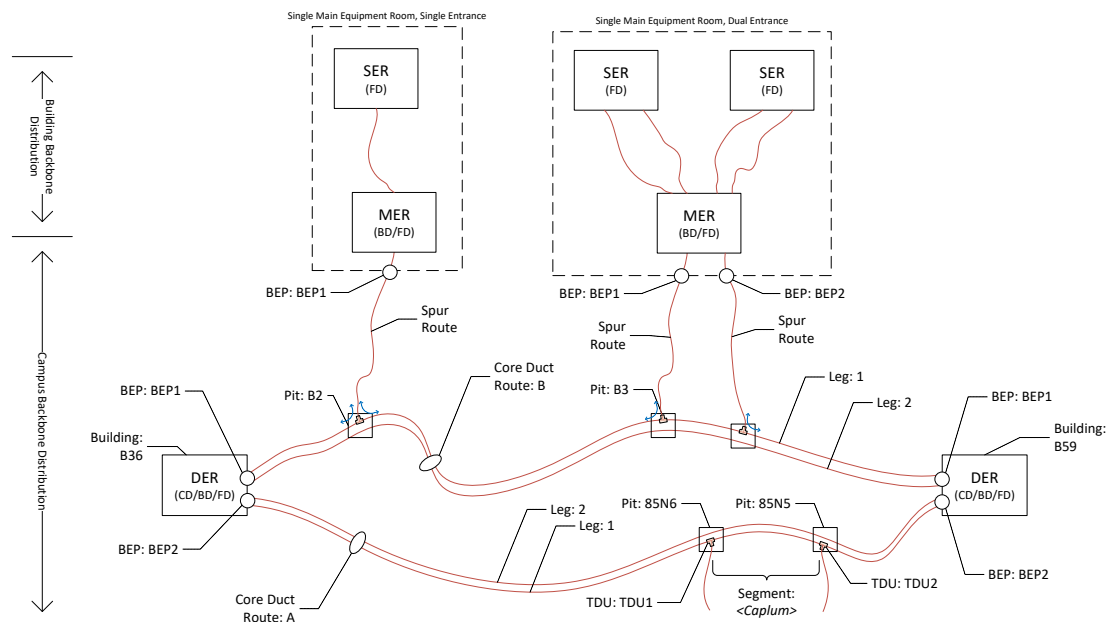 Single Main Equipment Room, Single Entrance
Single Main Equipment Room, Dual Entrance
Building Backbone
Distribution
SER
(FD)
SER
(FD)
SER
(FD)
MER
(BD/FD)
MER
(BD/FD)
BEP: BEP1
BEP: BEP1
BEP: BEP2
Campus Backbone Distribution
Spur
Route
Spur
Route
Spur
Route
Core Duct
Route: B
BEP: BEP1
Pit: B2
Pit: B3
Leg: 1
Leg: 2
BEP: BEP1
Building:
B36
Building:
B59
DER
(CD/BD/FD)
DER
(CD/BD/FD)
BEP: BEP2
Leg: 2
Leg: 1
Pit: 85N6
Pit: 85N5
Core Duct
Route: A
TDU: TDU1
Segment:
<Caplum>
TDU: TDU2
BEP: BEP2